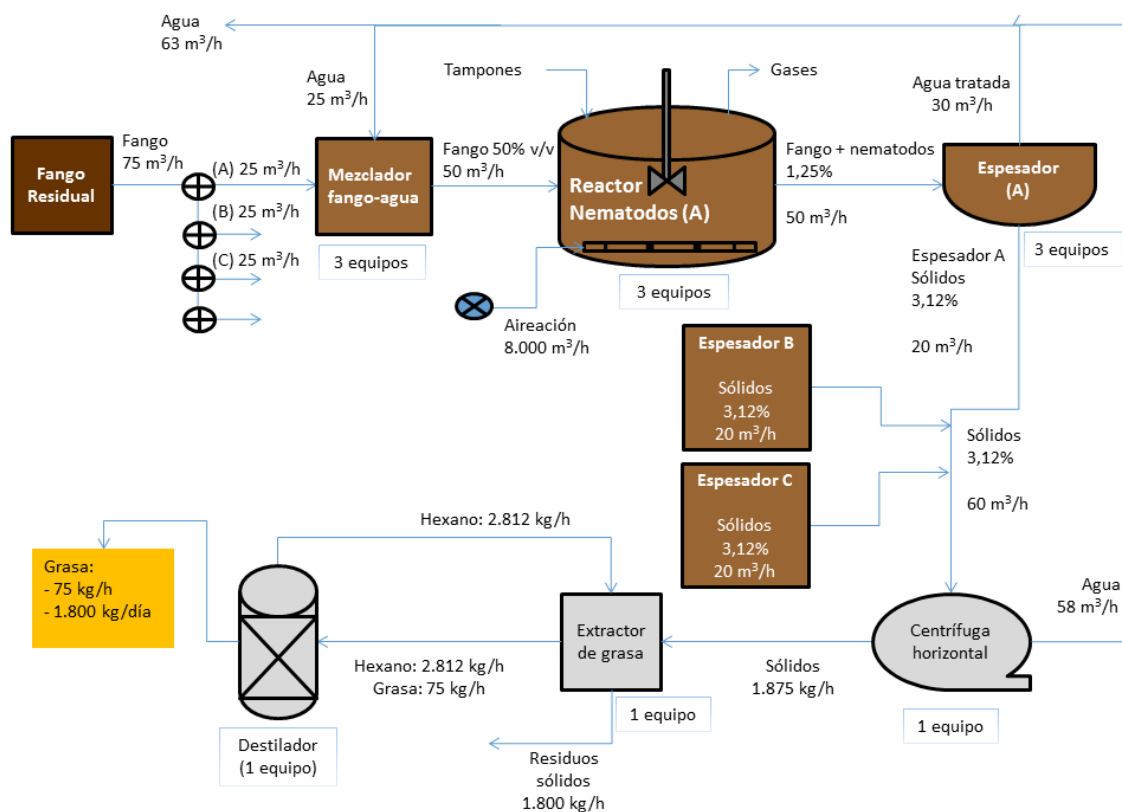 Agua
63 m³/h
Agua
25 m³/h
Tampones
Gases
Agua tratada
30 m³/h
Fango
Residual
Fango
75 m³/h
(A) 25 m³/h
(B) 25 m³/h
(C) 25 m³/h
Mezclador
fango-agua
3 equipos
Fango 50% v/v
50 m³/h
Reactor
Nematodos (A)
3 equipos
Aireación
8.000 m³/h
Fango + nematodos
1,25%
50 m³/h
Espesador
(A)
3 equipos
Espesador A
Sólidos
3,12%
20 m³/h
Espesador B
Sólidos
3,12%
20 m³/h
Espesador C
Sólidos
3,12%
20 m³/h
Sólidos
3,12%
60 m³/h
Agua
58 m³/h
Centrífuga
horizontal
1 equipo
Sólidos
1.875 kg/h
Extractor
de grasa
1 equipo
Residuos
sólidos
1.800 kg/h
Hexano: 2.812 kg/h
Hexano: 2.812 kg/h
Grasa: 75 kg/h
Destilador
(1 equipo)
Grasa:
- 75 kg/h
- 1.800 kg/día